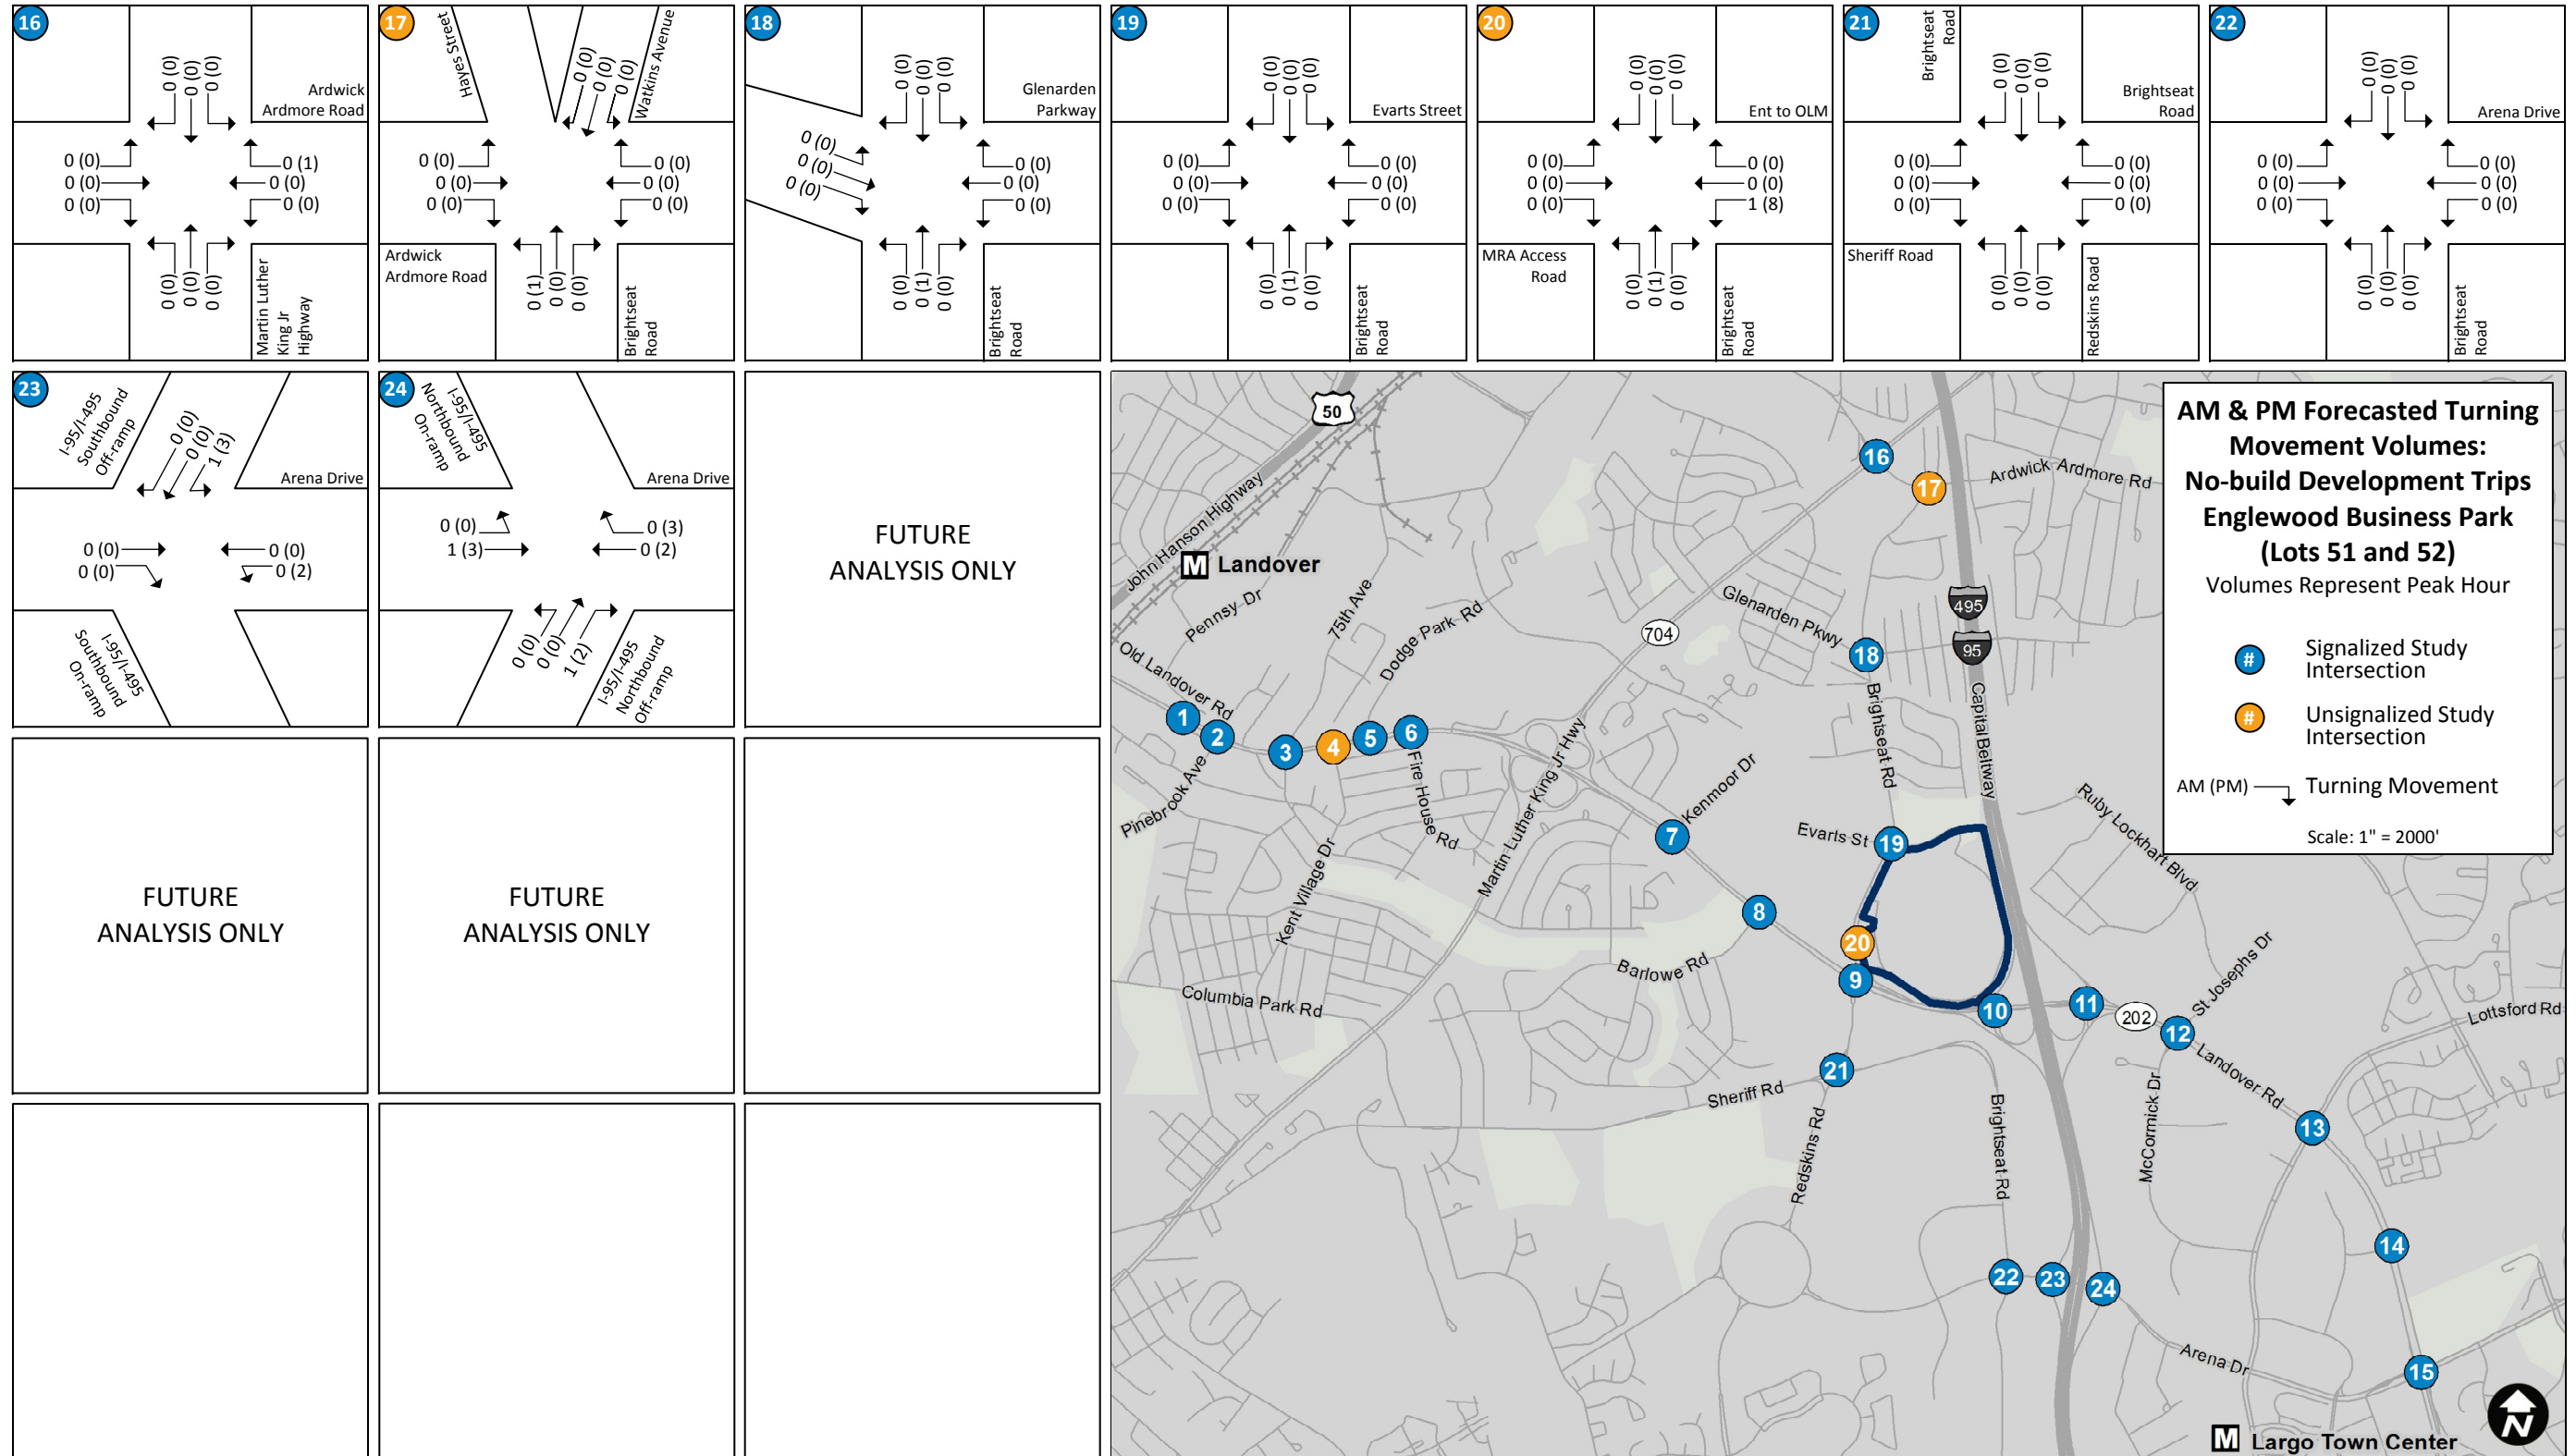 16
0 (0)
0 (0)
0 (0)
Ardwick
Ardmore Road
0 (0)
0 (0)
0 (0)
0 (1)
0 (0)
0 (0)
0 (0)
0 (0)
0 (0)
Martin Luther
King Jr
Highway
17
Hayes Street
0 (0)
0 (0)
0 (0)
Watkins Avenue
0 (0)
0 (0)
0 (0)
0 (0)
0 (0)
0 (0)
Ardwick
Ardmore Road
0 (1)
0 (0)
0 (0)
Brightseat
Road
18
0 (0)
0 (0)
0 (0)
Glenarden
Parkway
0 (0)
0 (0)
0 (0)
0 (0)
0 (0)
0 (0)
0 (0)
0 (1)
0 (0)
Brightseat
Road
19
0 (0)
0 (0)
0 (0)
Evarts Street
0 (0)
0 (0)
0 (0)
0 (0)
0 (0)
0 (0)
0 (0)
0 (1)
0 (0)
Brightseat
Road
20
0 (0)
0 (0)
0 (0)
Ent to OLM
0 (0)
0 (0)
0 (0)
0 (0)
0 (0)
1 (8)
MRA Access
Road
0 (0)
0 (1)
0 (0)
Brightseat
Road
21
Brightseat
Road
0 (0)
0 (0)
0 (0)
Brightseat
Road
0 (0)
0 (0)
0 (0)
0 (0)
0 (0)
0 (0)
Sheriff Road
0 (0)
0 (0)
0 (0)
Redskins Road
22
0 (0)
0 (0)
0 (0)
Arena Drive
0 (0)
0 (0)
0 (0)
0 (0)
0 (0)
0 (0)
0 (0)
0 (0)
0 (0)
Brightseat
Road
23
I-95/I-495
Southbound
Off-ramp
0 (0)
0 (0)
1 (3)
Arena Drive
0 (0)
0 (0)
0 (0)
0 (2)
I-95/I-495
Southbound
On-ramp
24
I-95/I-495
Northbound
On-ramp
Arena Drive
0 (0)
1 (3)
0 (3)
0 (2)
0 (0)
0 (0)
1 (2)
I-95/I-495
Northbound
Off-ramp
FUTURE
ANALYSIS ONLY
FUTURE
ANALYSIS ONLY
FUTURE
ANALYSIS ONLY
AM & PM Forecasted Turning
Movement Volumes:
No-build Development Trips
Englewood Business Park
(Lots 51 and 52)
Volumes Represent Peak Hour
# Signalized Study
Intersection
# Unsignalized Study
Intersection
AM (PM) Turning Movement
Scale: 1" = 2000'
50
John Hanson Highway
M Landover
Pennsy Dr
75th Ave
Dodge Park Rd
Old Landover Rd
704
16
17
Ardwick Ardmore Rd
495
95
Glenarden Pkwy
18
Brightseat Rd
Capital Beltway
1
2
3
4
5
6
Pinebrook Ave
Fire House Rd
Kent Village Dr
Martin Luther King Jr Hwy
Kenmoor Dr
7
Evarts St
19
Ruby Lockhart Blvd
8
20
9
Barlowe Rd
Columbia Park Rd
10
11
202
12
St Josephs Dr
Lottsford Rd
Landover Rd
21
Sheriff Rd
Redskins Rd
Brightseat Rd
McCormick Dr
13
14
22
23
24
Arena Dr
15
N
M Largo Town Center